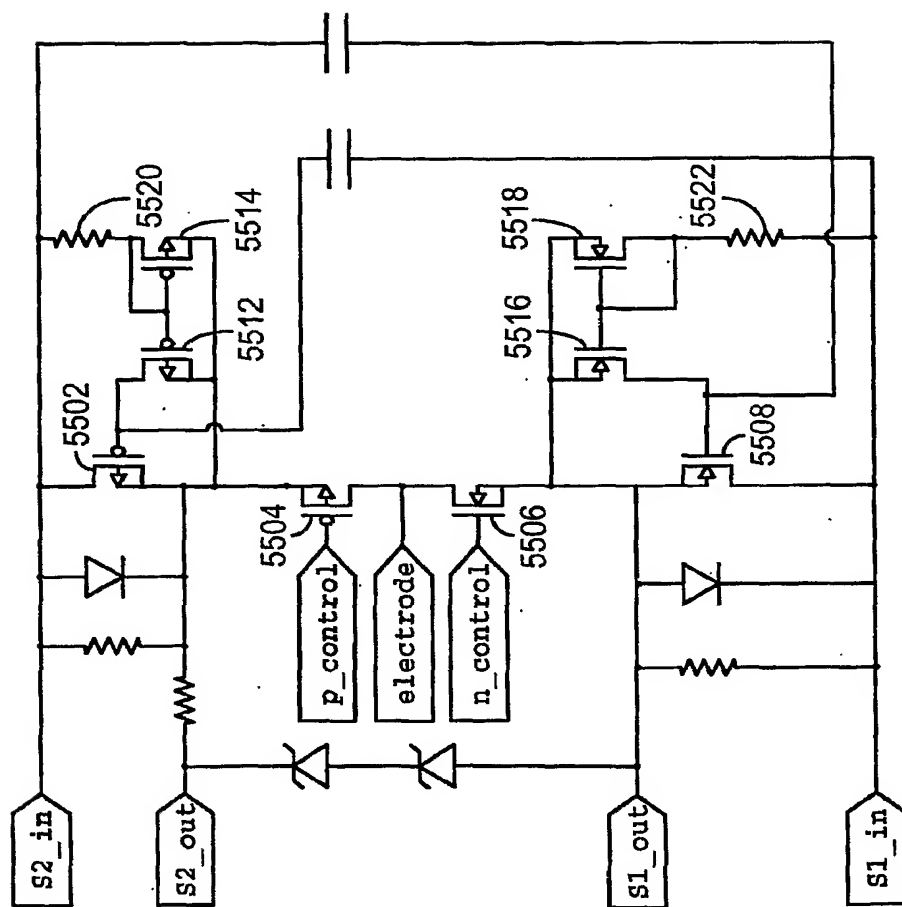 S2_in
5520
5502
5514
5512
S2_out
5504
p_control
electrode
n_control
5506
5518
5516
5522
5508
S1_out
S1_in